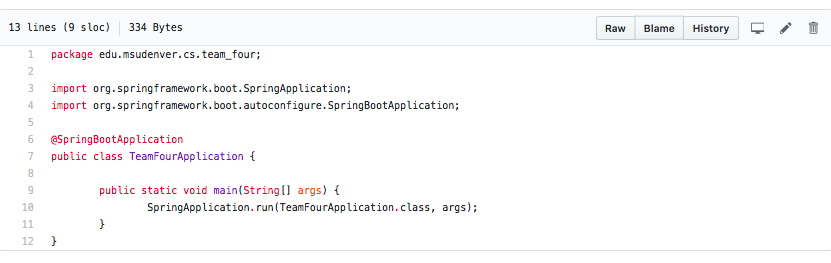 13 lines (9 sloc) 334 Bytes Raw Blame History
1 package edu.msudenver.cs.team_four;
2
3 import org.springframework.boot.SpringApplication;
4 import org.springframework.boot.autoconfigure.SpringBootApplication;
5
6 @SpringBootApplication
7 public class TeamFourApplication {
8
9 public static void main(String[] args) {
10 SpringApplication.run(TeamFourApplication.class, args);
11 }
12 }